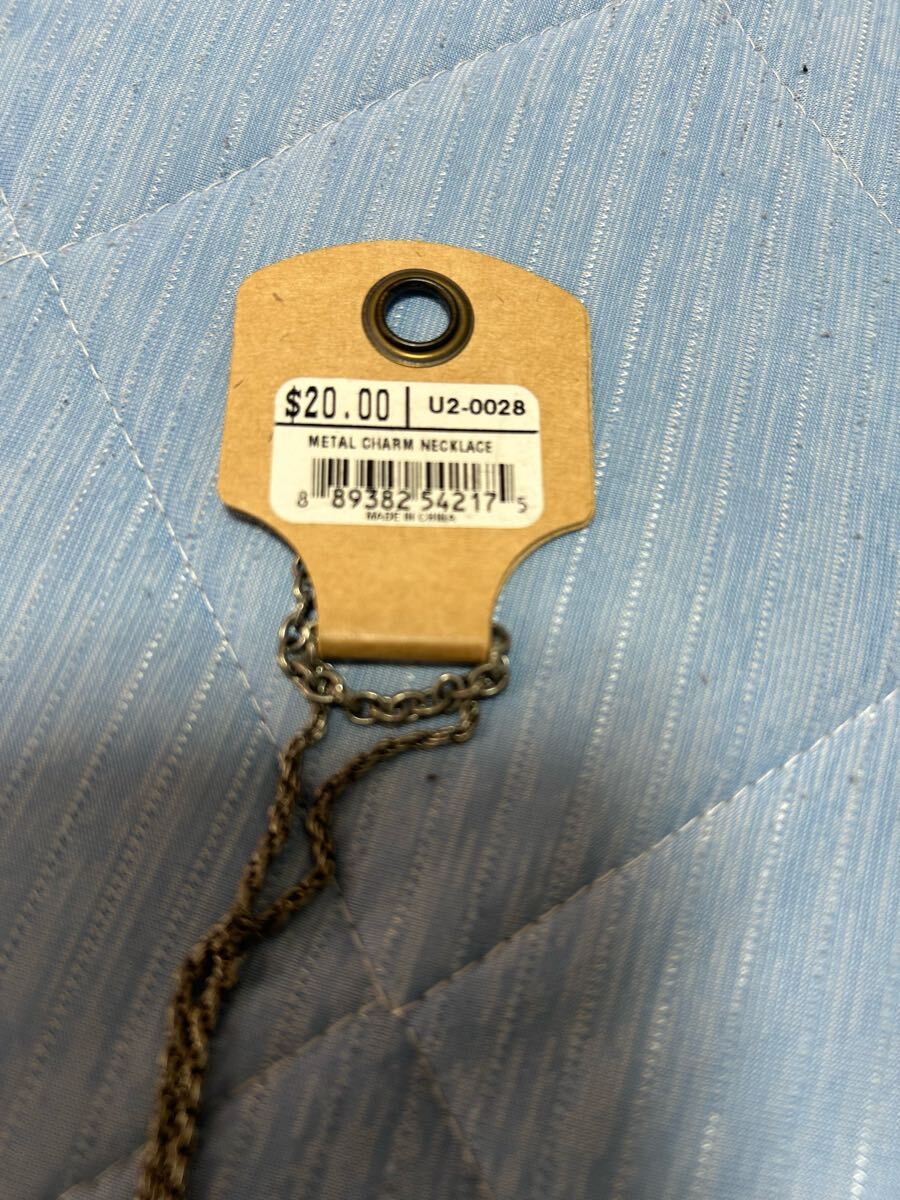 $20.00 | U2-0028
METAL CHARM NECKLACE
8 89382 54217 5
MADE IN CHINA